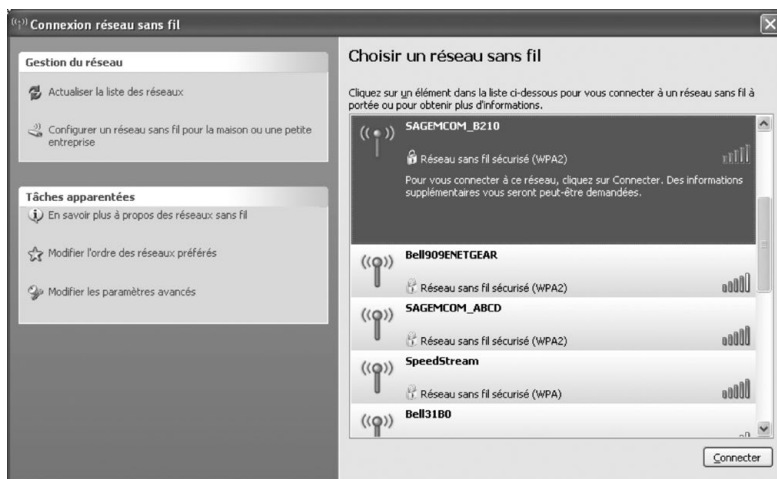 Connexion réseau sans fil
Gestion du réseau
Actualiser la liste des réseaux
Configurer un réseau sans fil pour la maison ou une petite
entreprise
Tâches apparentées
En savoir plus à propos des réseaux sans fil
Modifier l'ordre des réseaux préférés
Modifier les paramètres avancés
Choisir un réseau sans fil
Cliquez sur un élément dans la liste ci-dessous pour vous connecter à un réseau sans fil à
portée ou pour obtenir plus d'informations.
SAGEMCOM_B210
Réseau sans fil sécurisé (WPA2)
Pour vous connecter à ce réseau, cliquez sur Connecter. Des informations
supplémentaires vous seront peut-être demandées.
Bell909ENETGEAR
Réseau sans fil sécurisé (WPA2)
SAGEMCOM_ABCD
Réseau sans fil sécurisé (WPA2)
SpeedStream
Réseau sans fil sécurisé (WPA)
Bell31B0
Connecter